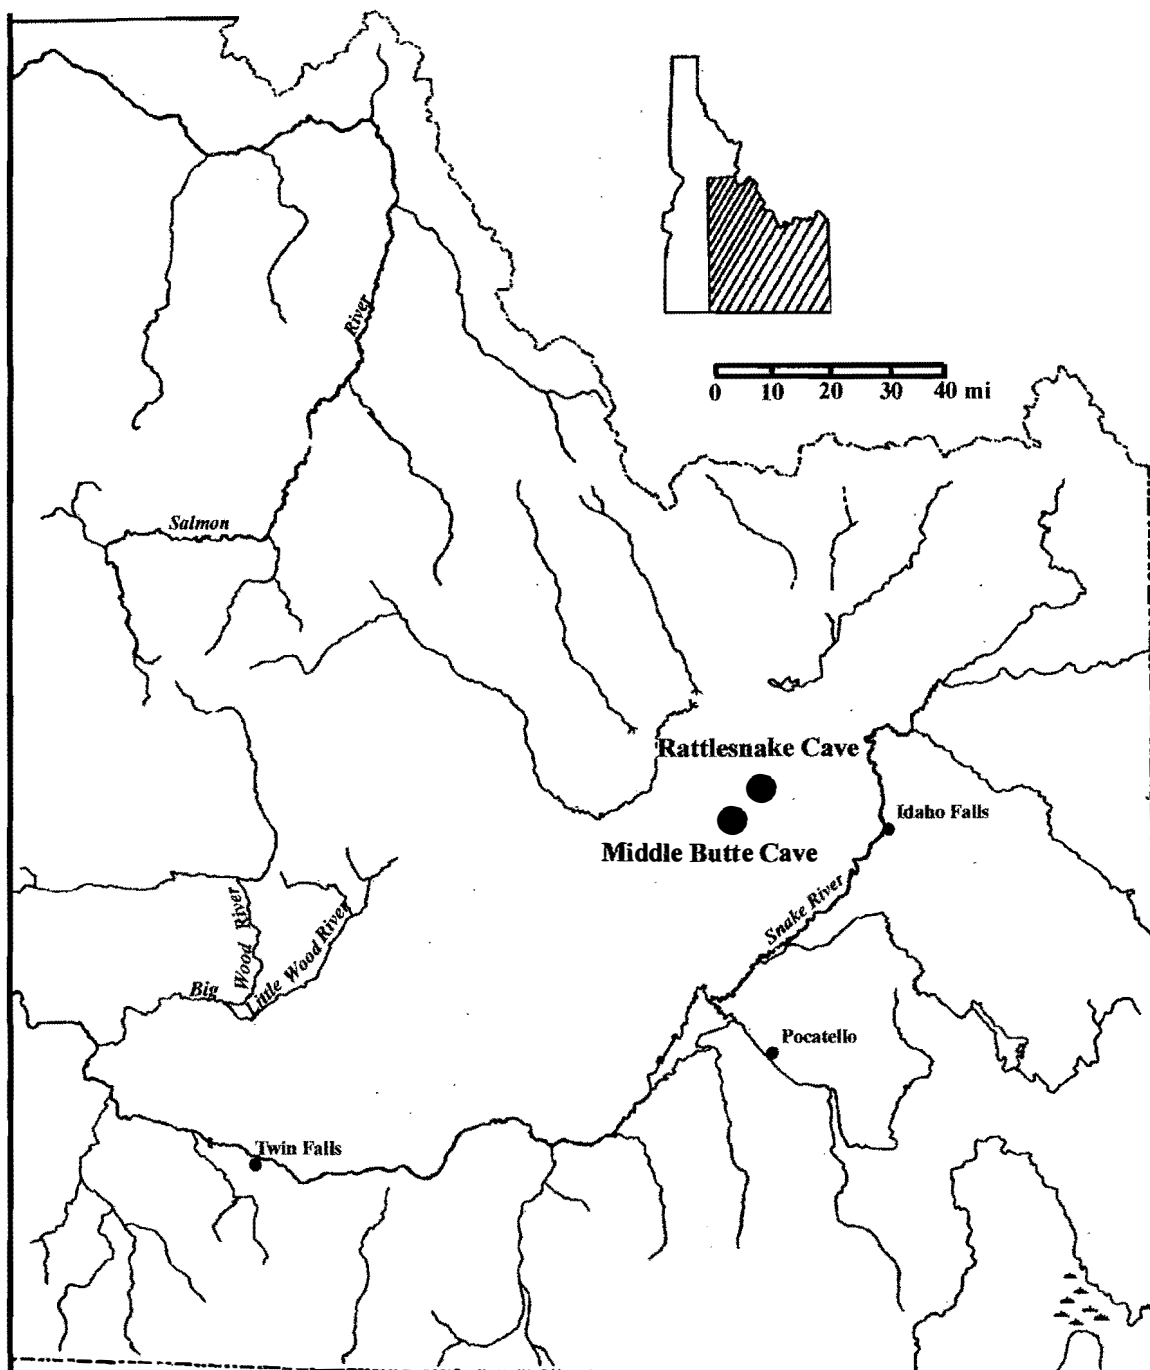 River
0 10 20 30 40 mi
Salmon
Rattlesnake Cave
Idaho Falls
Middle Butte Cave
Snake River
Wood River
Little Wood River
Big
Pocatello
Twin Falls